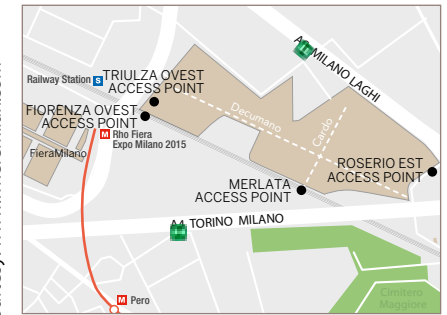 A8 MILANO LAGHI
Railway Station S
TRIULZA OVEST
ACCESS POINT
FIORENZA OVEST
ACCESS POINT
M Rho Fiera
Expo Milano 2015
FieraMilano
Decumano
Cardo
ROSERIO EST
ACCESS POINT
MERLATA
ACCESS POINT
A4 TORINO MILANO
M Pero
Cimitero
Maggiore